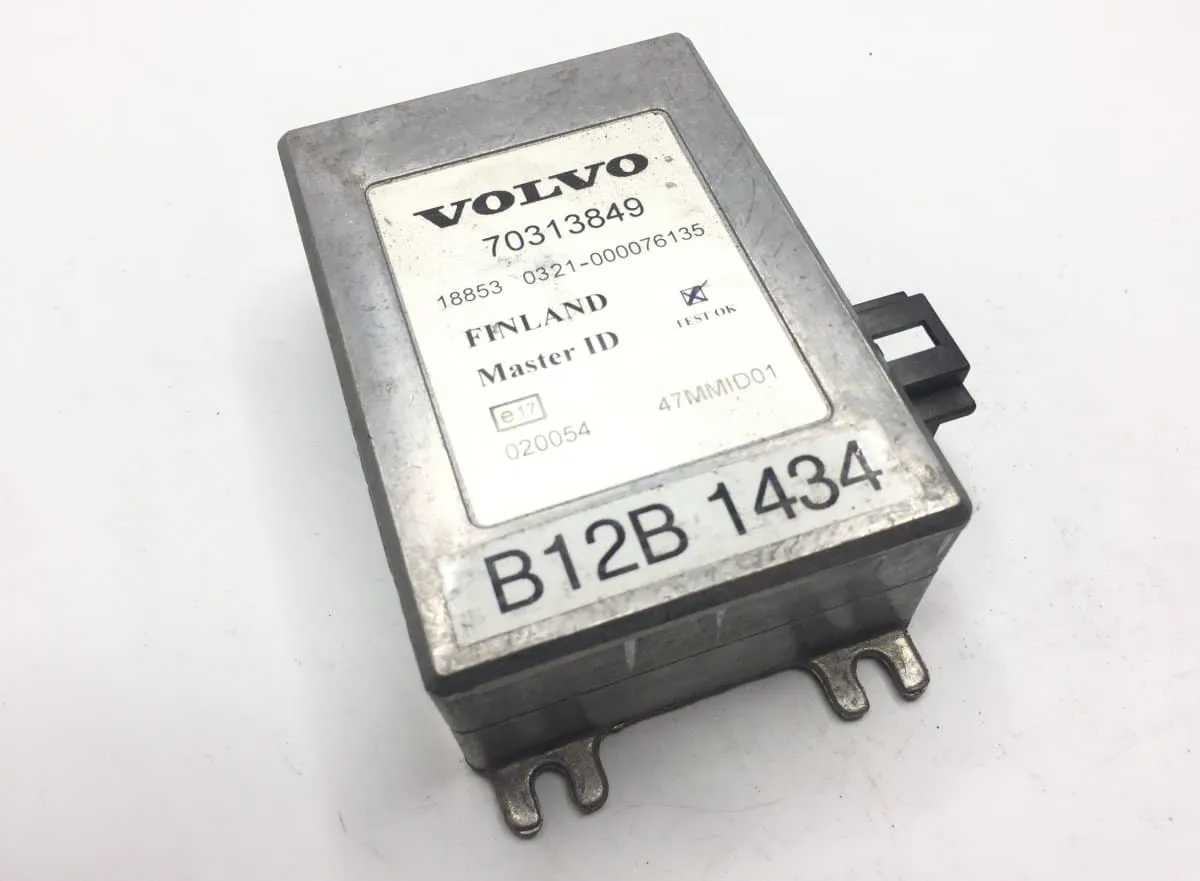 VOLVO
70313849
18853 0321-000076135
FINLAND
Master ID
TEST OK
e17
020054
47MMID01
B12B 1434